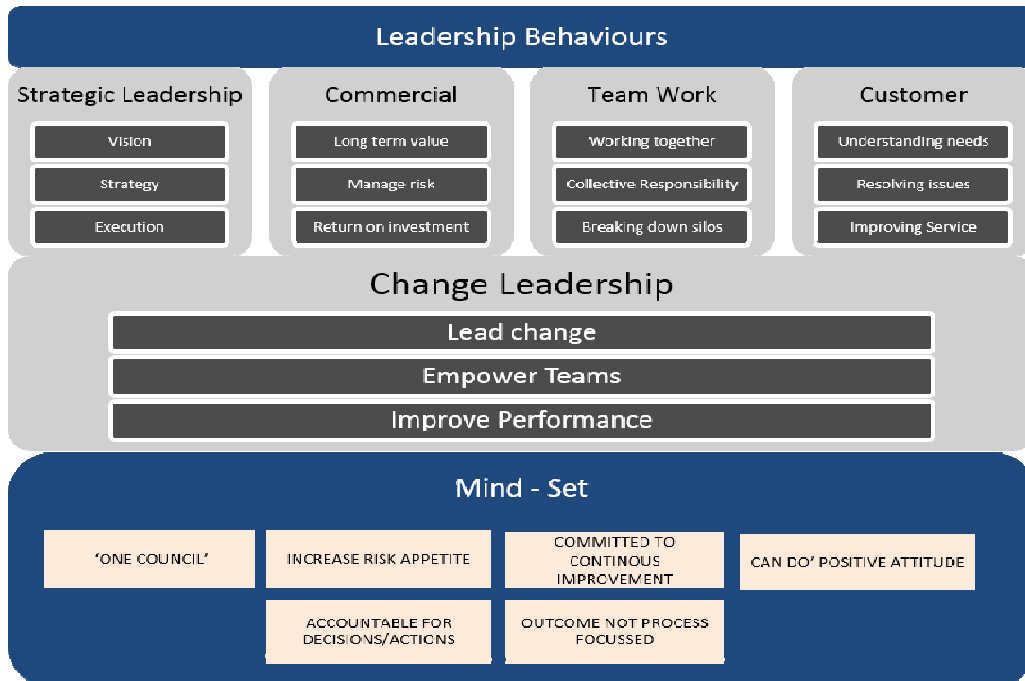 Leadership Behaviours
Strategic Leadership
Vision
Strategy
Execution
Commercial
Long term value
Manage risk
Return on investment
Team Work
Working together
Collective Responsibility
Breaking down silos
Customer
Understanding needs
Resolving issues
Improving Service
Change Leadership
Lead change
Empower Teams
Improve Performance
Mind - Set
‘ONE COUNCIL’
INCREASE RISK APPETITE
COMMITTED TO
CONTINOUS
IMPROVEMENT
CAN DO’ POSITIVE ATTITUDE
ACCOUNTABLE FOR
DECISIONS/ACTIONS
OUTCOME NOT PROCESS
FOCUSSED